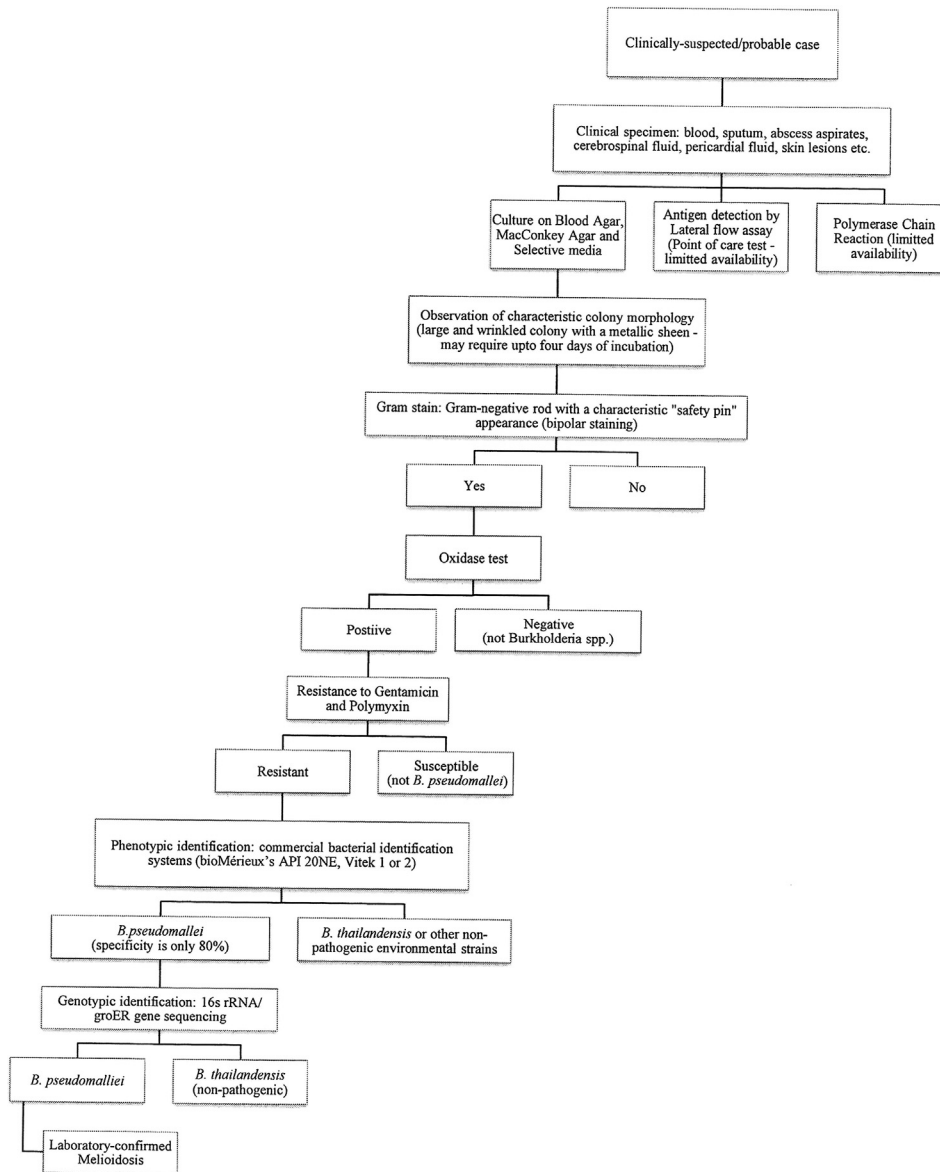 Clinically-suspected/probable case
Clinical specimen: blood, sputum, abscess aspirates,
cerebrospinal fluid, pericardial fluid, skin lesions etc.
Culture on Blood Agar,
MacConkey Agar and
Selective media
Antigen detection by
Lateral flow assay
(Point of care test -
limitted availability)
Polymerase Chain
Reaction (limitted
availability)
Observation of characteristic colony morphology
(large and wrinkled colony with a metallic sheen -
may require upto four days of incubation)
Gram stain: Gram-negative rod with a characteristic "safety pin"
appearance (bipolar staining)
Yes
No
Oxidase test
Postiive
Negative
(not Burkholderia spp.)
Resistance to Gentamicin
and Polymyxin
Resistant
Susceptible
(not B. pseudomallei)
Phenotypic identification: commercial bacterial identification
systems (bioMérieux's API 20NE, Vitek 1 or 2)
B.pseudomallei
(specificity is only 80%)
B. thailandensis or other non-
pathogenic environmental strains
Genotypic identification: 16s rRNA/
groER gene sequencing
B. pseudomalliei
B. thailandensis
(non-pathogenic)
Laboratory-confirmed
Melioidosis